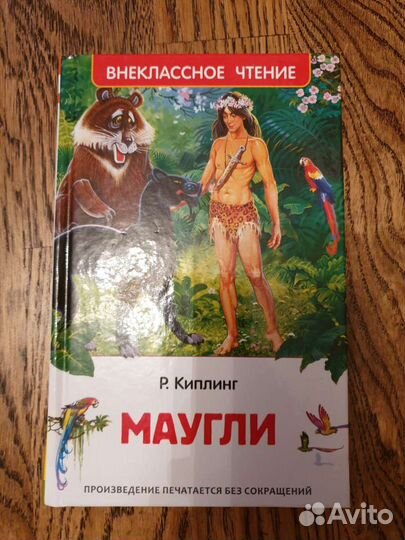 ВНЕКЛАССНОЕ ЧТЕНИЕ
Р. Киплинг
МАУГЛИ
ПРОИЗВЕДЕНИЕ ПЕЧАТАЕТСЯ БЕЗ СОКРАЩЕНИЙ
Avito